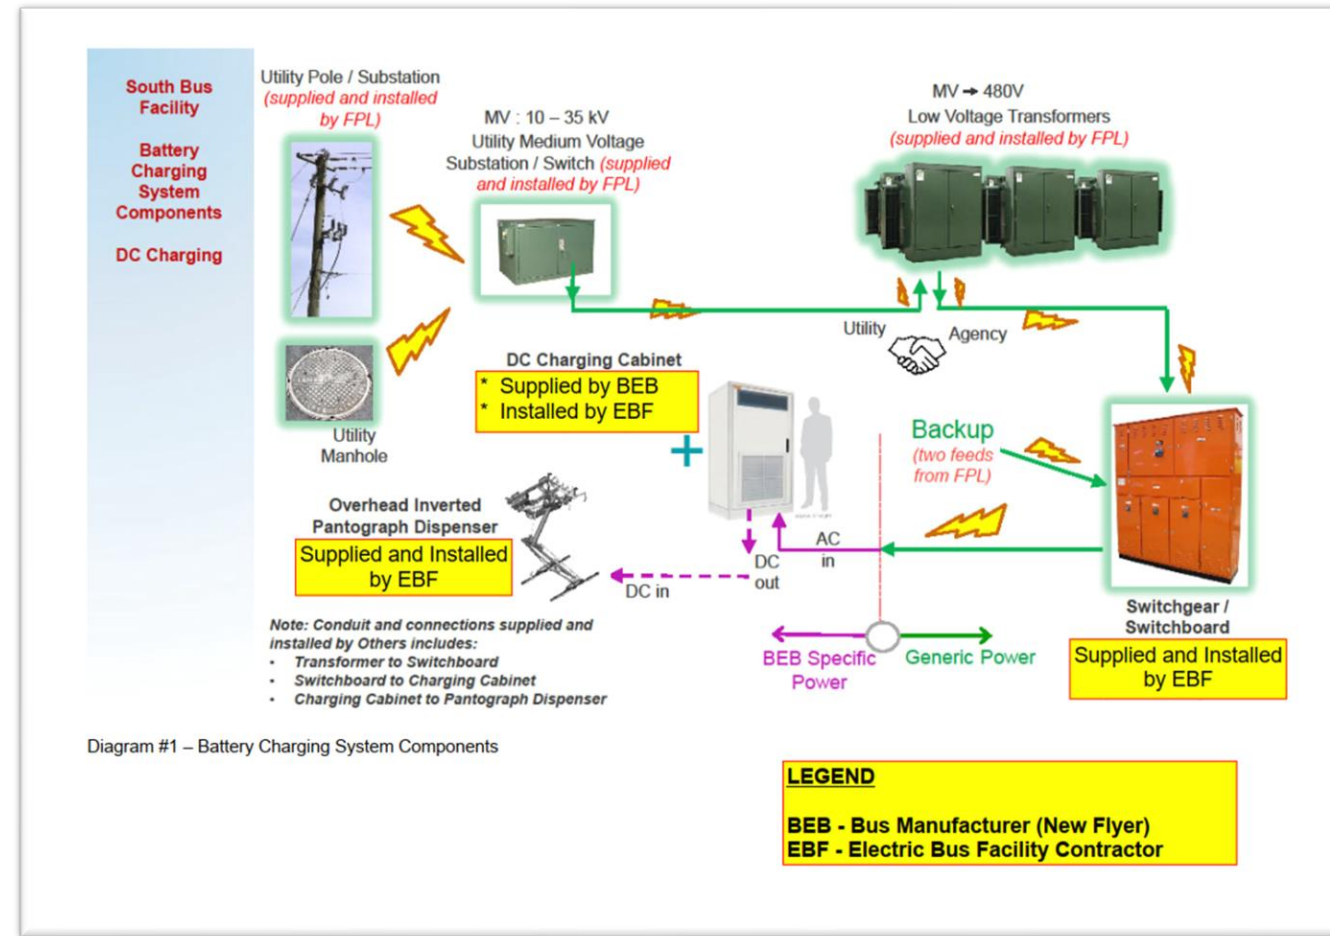 South Bus
Facility
Battery
Charging
System
Components
DC Charging
Utility Pole / Substation
(supplied and installed
by FPL)
MV : 10 – 35 kV
Utility Medium Voltage
Substation / Switch (supplied
and installed by FPL)
MV → 480V
Low Voltage Transformers
(supplied and installed by FPL)
Utility
Agency
Utility
Manhole
DC Charging Cabinet
* Supplied by BEB
* Installed by EBF
+
Backup
(two feeds
from FPL)
Overhead Inverted
Pantograph Dispenser
Supplied and Installed
by EBF
AC
in
DC
out
DC in
Switchgear /
Switchboard
Supplied and Installed
by EBF
BEB Specific
Power
Generic Power
Note: Conduit and connections supplied and
installed by Others includes:
• Transformer to Switchboard
• Switchboard to Charging Cabinet
• Charging Cabinet to Pantograph Dispenser
Diagram #1 – Battery Charging System Components
LEGEND
BEB - Bus Manufacturer (New Flyer)
EBF - Electric Bus Facility Contractor